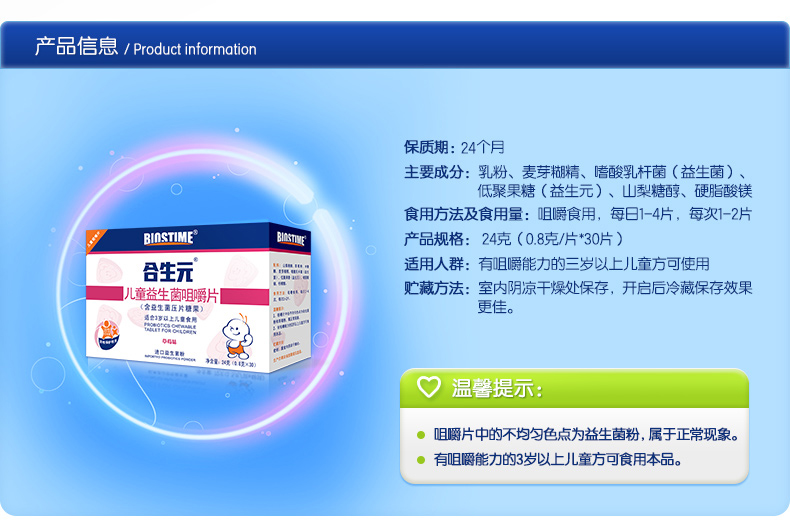 产品信息 / Product information
保质期：24个月
主要成分：乳粉、麦芽糊精、嗜酸乳杆菌（益生菌）、
低聚果糖（益生元）、山梨糖醇、硬脂酸镁
食用方法及食用量：咀嚼食用，每日1-4片，每次1-2片
产品规格：24克（0.8克/片*30片）
适用人群：有咀嚼能力的三岁以上儿童方可使用
贮藏方法：室内阴凉干燥处保存，开启后冷藏保存效果
更佳。
BIOSTIME®
BIOSTIME®
合生元®
儿童益生菌咀嚼片
（含益生菌压片糖果）
适合3岁以上儿童食用
PROBIOTICS CHEWABLE
TABLET FOR CHILDREN
进口益生菌粉
IMPORTED PROBIOTICS POWDER
净含量：24克（0.8克×30）
温馨提示：
咀嚼片中的不均匀色点为益生菌粉，属于正常现象。
有咀嚼能力的3岁以上儿童方可食用本品。